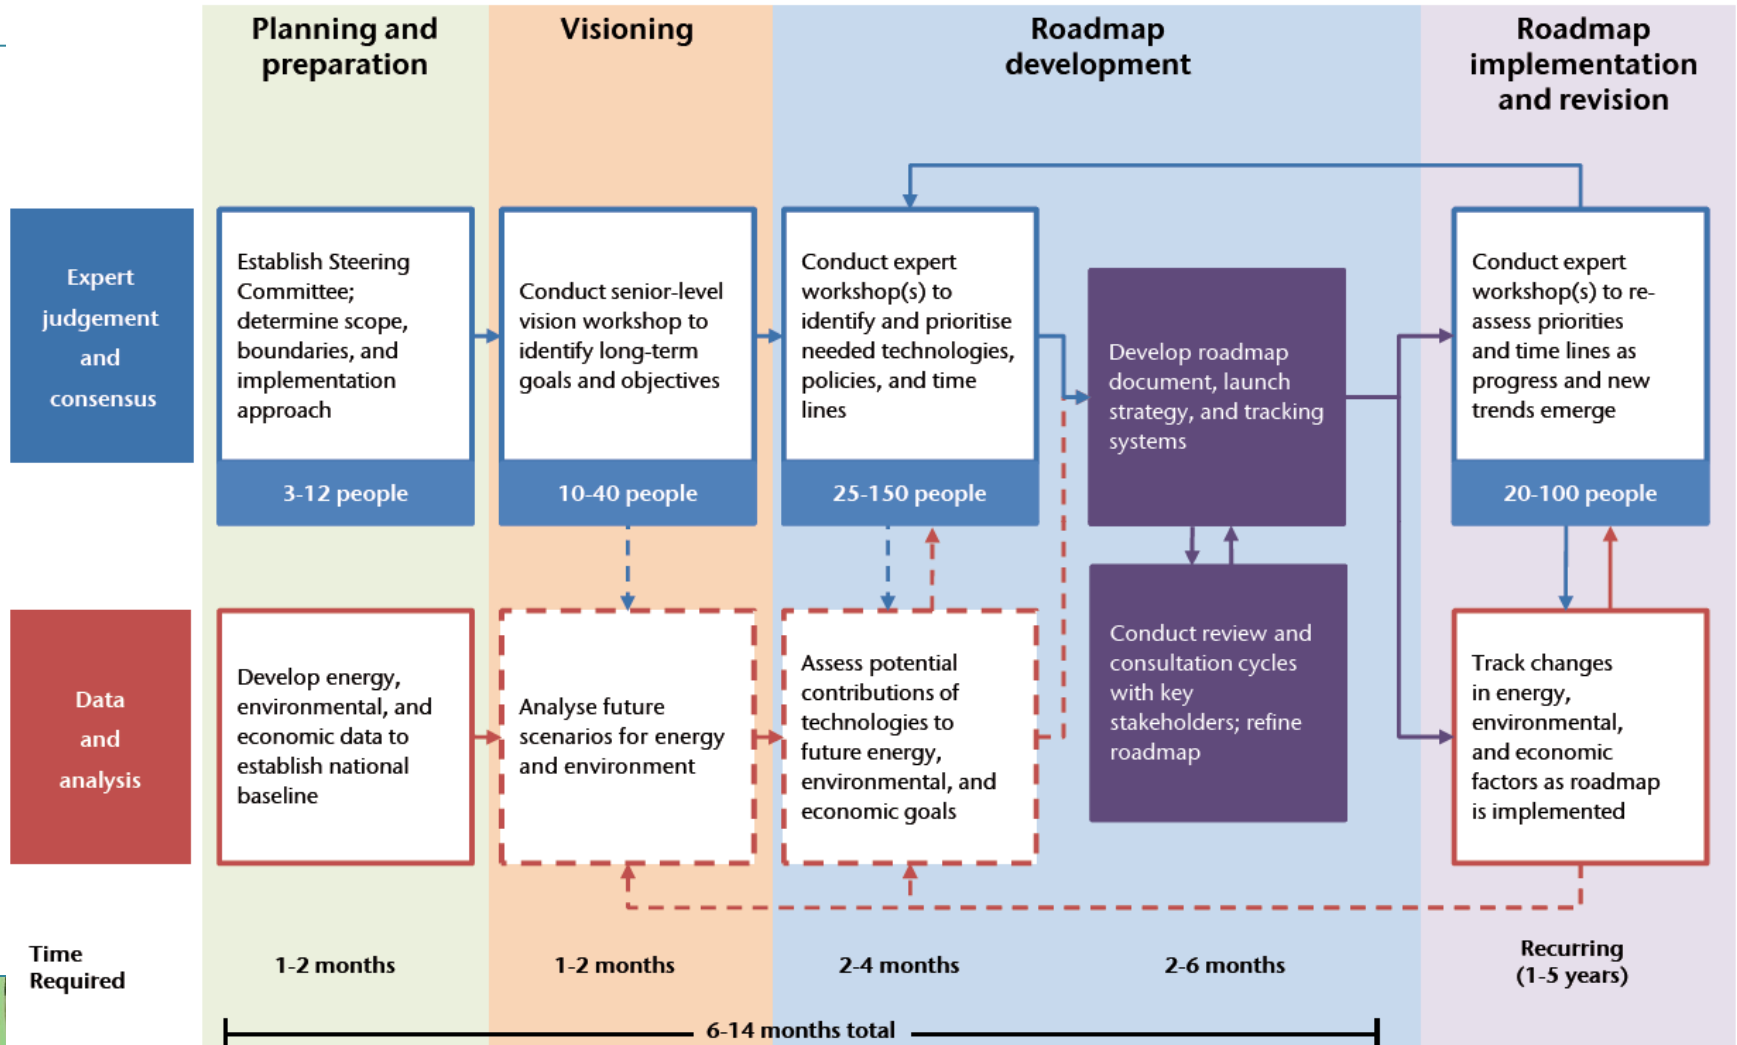 Planning and
preparation
Visioning
Roadmap
development
Roadmap
implementation
and revision
Expert
judgement
and
consensus
Establish Steering
Committee;
determine scope,
boundaries, and
implementation
approach
3-12 people
Conduct senior-level
vision workshop to
identify long-term
goals and objectives
10-40 people
Conduct expert
workshop(s) to
identify and prioritise
needed technologies,
policies, and time
lines
25-150 people
Develop roadmap
document, launch
strategy, and tracking
systems
Conduct expert
workshop(s) to re-
assess priorities
and time lines as
progress and new
trends emerge
20-100 people
Data
and
analysis
Develop energy,
environmental, and
economic data to
establish national
baseline
Analyse future
scenarios for energy
and environment
Assess potential
contributions of
technologies to
future energy,
environmental, and
economic goals
Conduct review and
consultation cycles
with key
stakeholders; refine
roadmap
Track changes
in energy,
environmental,
and economic
factors as roadmap
is implemented
Time
Required
1-2 months
1-2 months
2-4 months
2-6 months
Recurring
(1-5 years)
6-14 months total